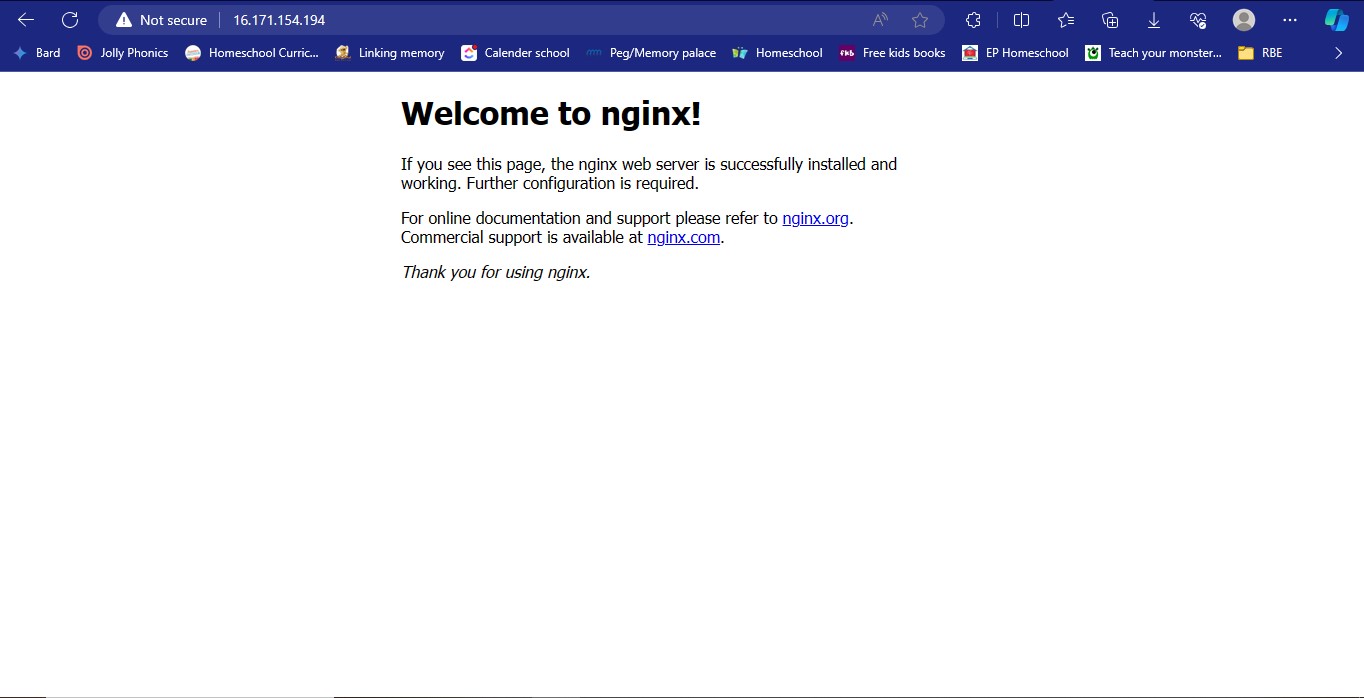 Not secure 16.171.154.194
Bard Jolly Phonics Homeschool Curric... Linking memory Calender school Peg/Memory palace Homeschool fkb Free kids books EP Homeschool Teach your monster... RBE
Welcome to nginx!
If you see this page, the nginx web server is successfully installed and
working. Further configuration is required.
For online documentation and support please refer to nginx.org.
Commercial support is available at nginx.com.
Thank you for using nginx.